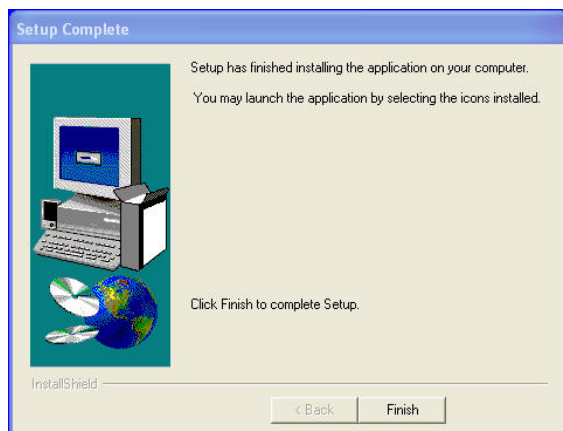 Setup Complete
Setup has finished installing the application on your computer.
You may launch the application by selecting the icons installed.
Click Finish to complete Setup.
InstallShield
< Back
Finish